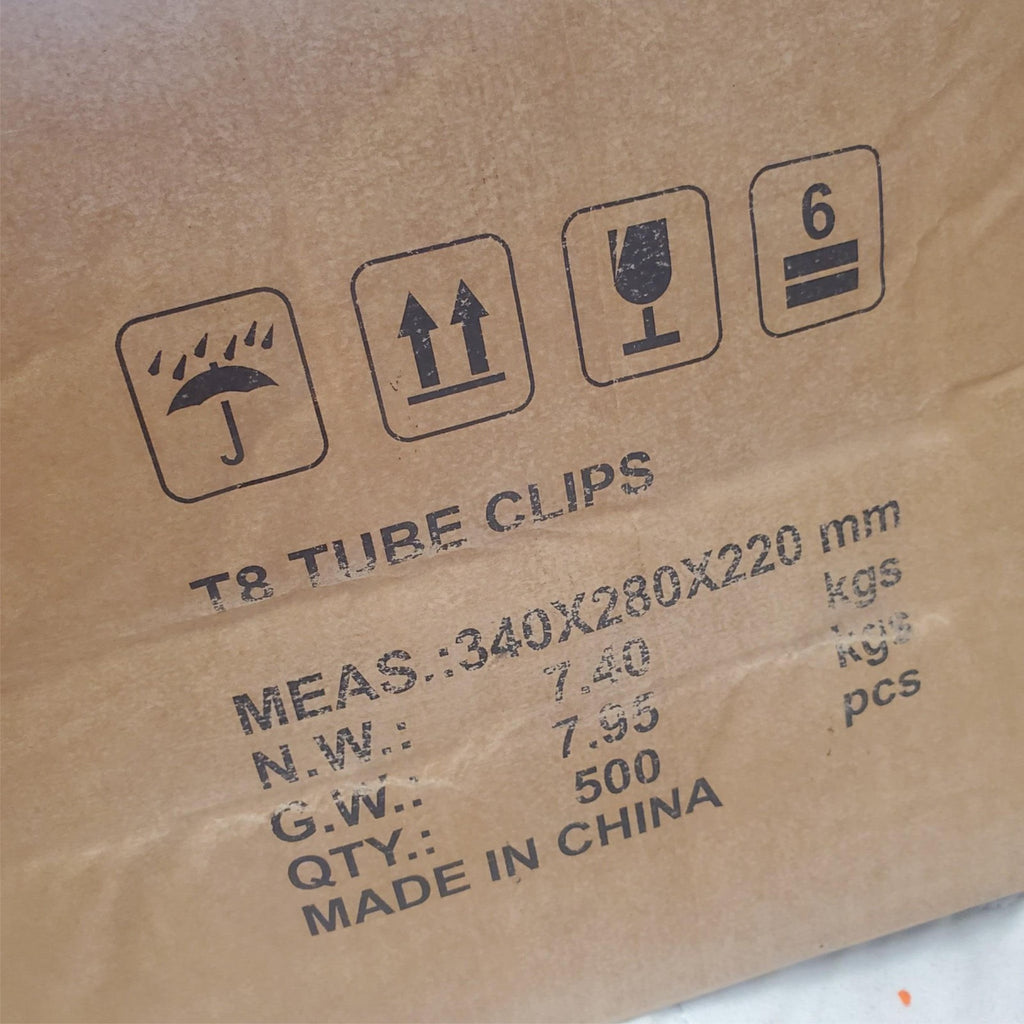 6
T8 TUBE CLIPS
MEAS.:340X280X220 mm
N.W.: 7.40 kgs
G.W.: 7.95 kgs
QTY.: 500 pcs
MADE IN CHINA